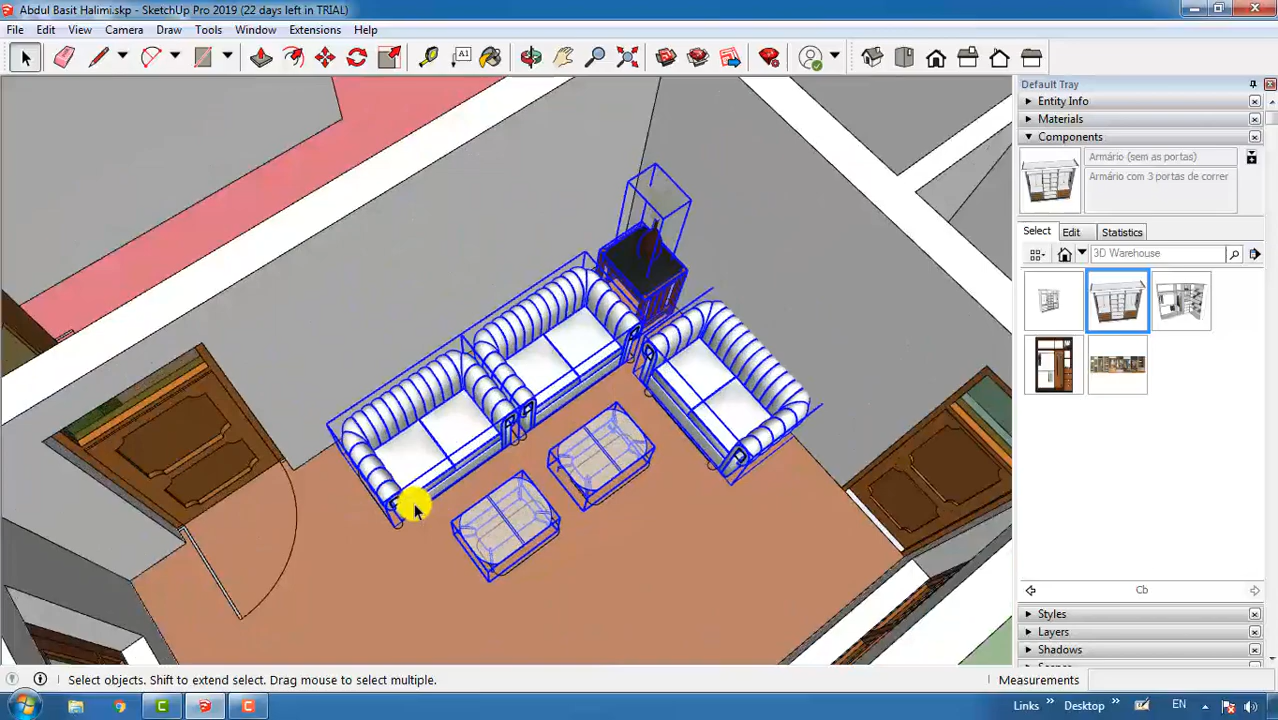 Abdul Basit Halimi.skp - SketchUp Pro 2019 (22 days left in TRIAL)
File Edit View Camera Draw Tools Window Extensions Help
A1
Default Tray
Entity Info
Materials
Components
Armário (sem as portas)
Armário com 3 portas de correr
Select Edit Statistics
3D Warehouse
Cb
Styles
Layers
Shadows
Select objects. Shift to extend select. Drag mouse to select multiple.
Measurements
Links » Desktop » EN